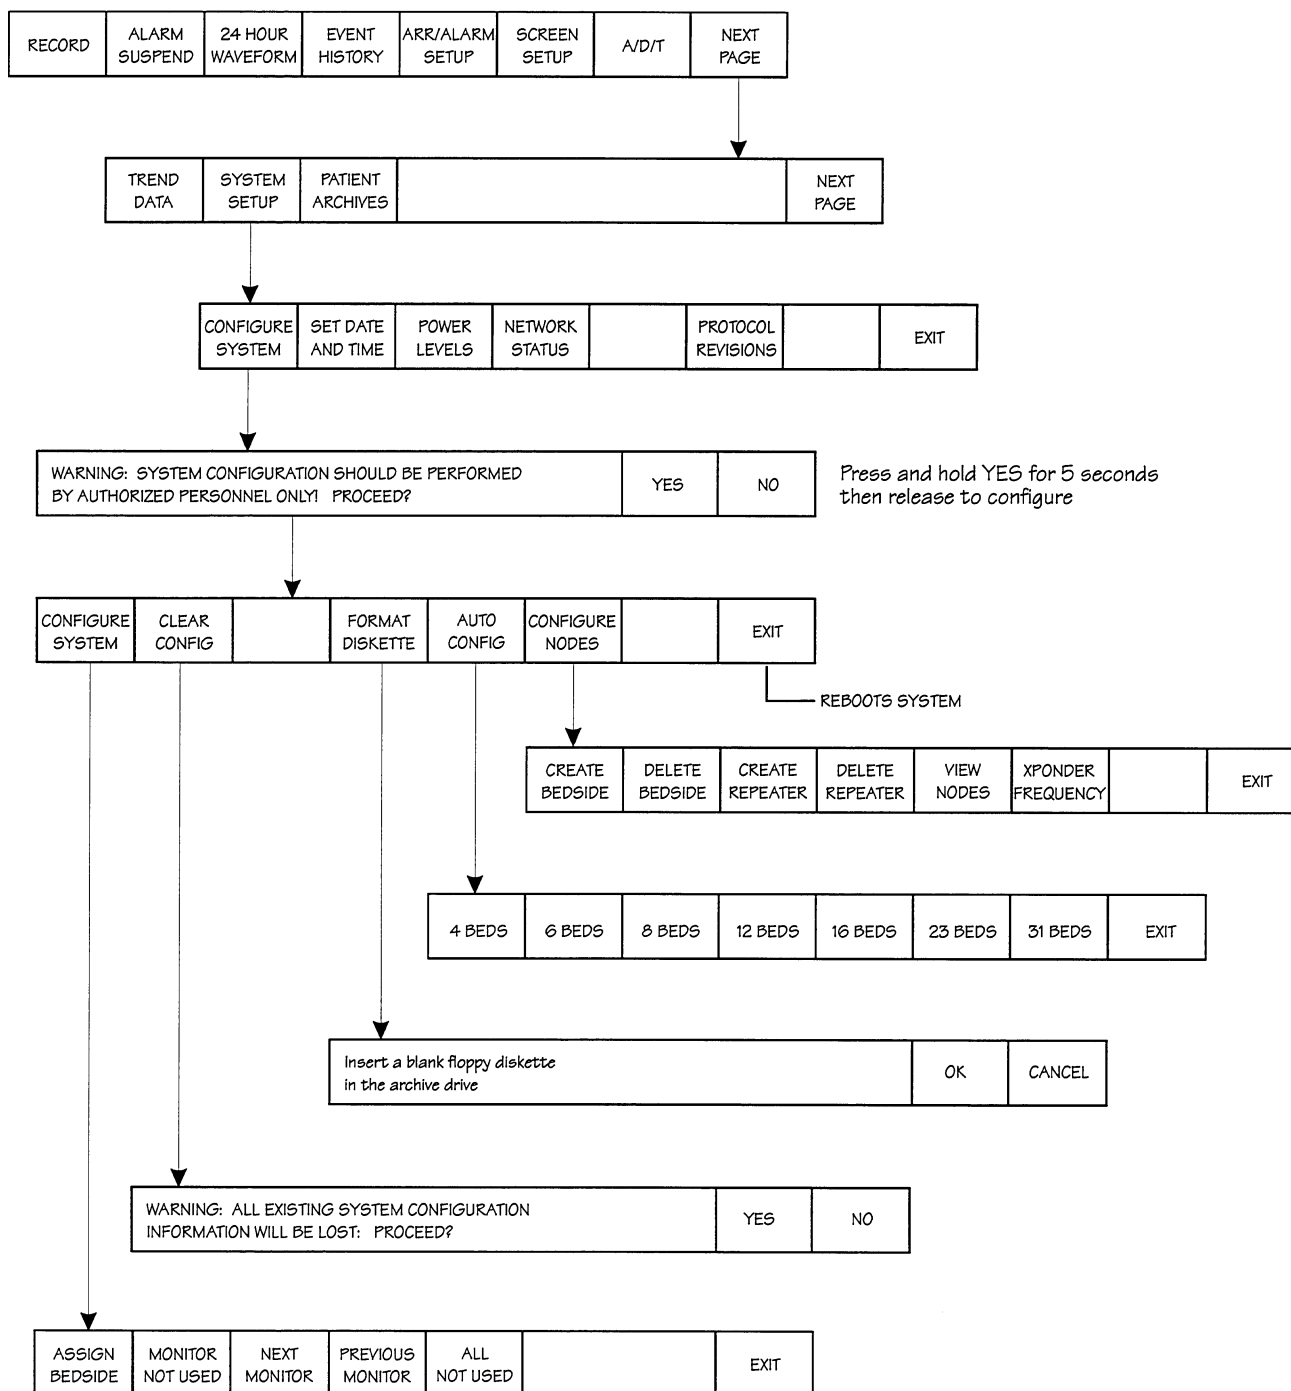 RECORD
ALARM
SUSPEND
24 HOUR
WAVEFORM
EVENT
HISTORY
ARR/ALARM
SETUP
SCREEN
SETUP
A/D/T
NEXT
PAGE
TREND
DATA
SYSTEM
SETUP
PATIENT
ARCHIVES
NEXT
PAGE
CONFIGURE
SYSTEM
SET DATE
AND TIME
POWER
LEVELS
NETWORK
STATUS
PROTOCOL
REVISIONS
EXIT
WARNING: SYSTEM CONFIGURATION SHOULD BE PERFORMED
BY AUTHORIZED PERSONNEL ONLY! PROCEED?
YES
NO
Press and hold YES for 5 seconds
then release to configure
CONFIGURE
SYSTEM
CLEAR
CONFIG
FORMAT
DISKETTE
AUTO
CONFIG
CONFIGURE
NODES
EXIT
REBOOTS SYSTEM
CREATE
BEDSIDE
DELETE
BEDSIDE
CREATE
REPEATER
DELETE
REPEATER
VIEW
NODES
XPONDER
FREQUENCY
EXIT
4 BEDS
6 BEDS
8 BEDS
12 BEDS
16 BEDS
23 BEDS
31 BEDS
EXIT
Insert a blank floppy diskette
in the archive drive
OK
CANCEL
WARNING: ALL EXISTING SYSTEM CONFIGURATION
INFORMATION WILL BE LOST: PROCEED?
YES
NO
ASSIGN
BEDSIDE
MONITOR
NOT USED
NEXT
MONITOR
PREVIOUS
MONITOR
ALL
NOT USED
EXIT